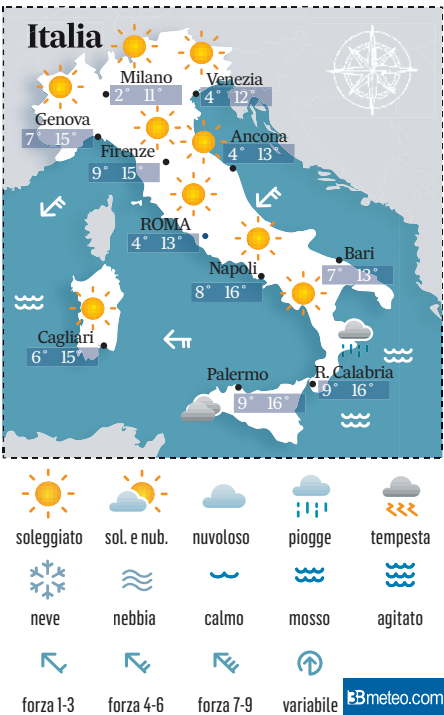 Italia
Milano
2° 11°
Venezia
4° 12°
Genova
7° 15°
Firenze
9° 15°
Ancona
4° 13°
ROMA
4° 13°
Napoli
8° 16°
Bari
7° 13°
Cagliari
6° 15°
Palermo
9° 16°
R. Calabria
9° 16°
soleggiato sol. e nub. nuvoloso piogge tempesta
neve nebbia calmo mosso agitato
forza 1-3 forza 4-6 forza 7-9 variabile
3Bmeteo.com